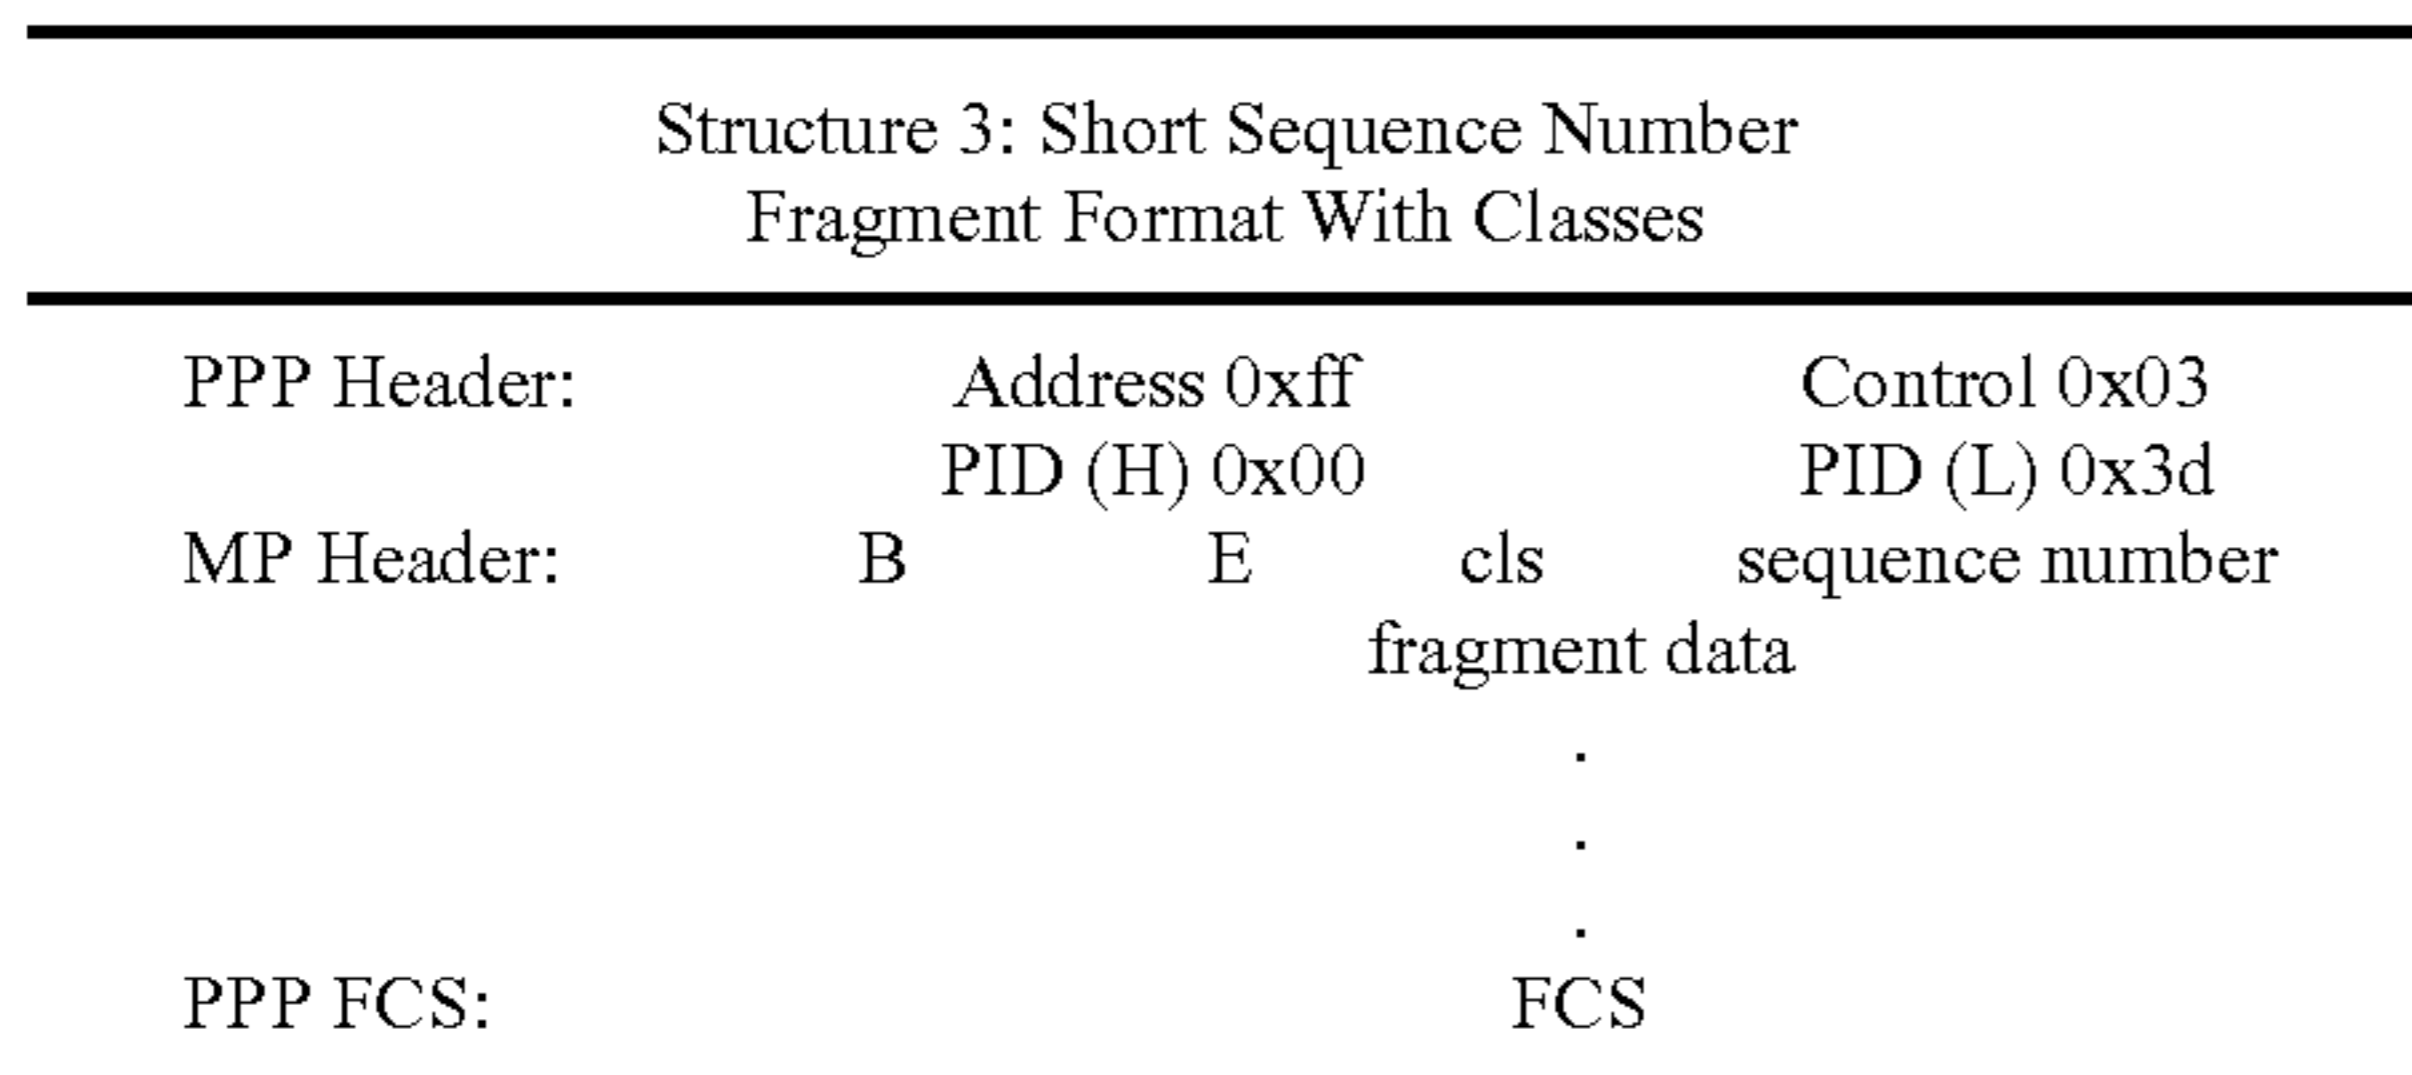 Structure 3: Short Sequence Number
Fragment Format With Classes
PPP Header: Address 0xff Control 0x03
PID (H) 0x00 PID (L) 0x3d
MP Header: B E cls sequence number
fragment data
.
.
.
PPP FCS: FCS